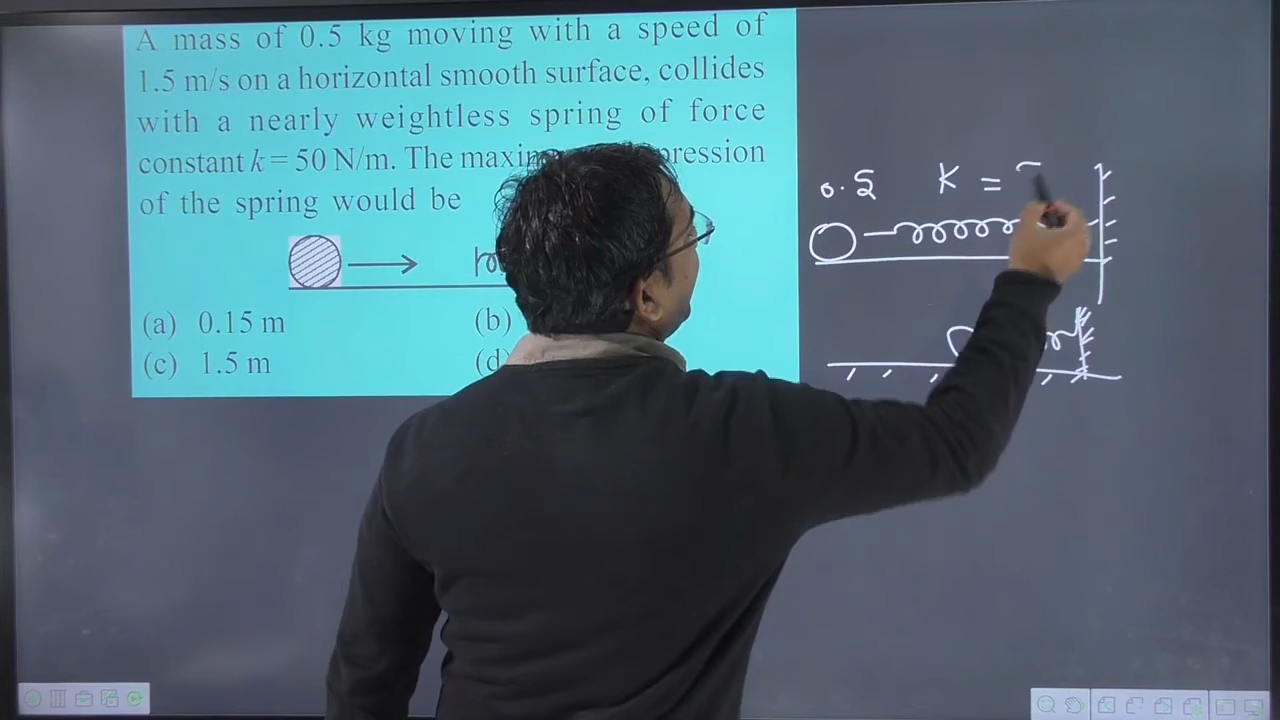 A mass of 0.5 kg moving with a speed of
1.5 m/s on a horizontal smooth surface, collides
with a nearly weightless spring of force
constant k = 50 N/m. The pression
of the spring would be
(a) 0.15 m (b)
(c) 1.5 m (d)
0.5 K =